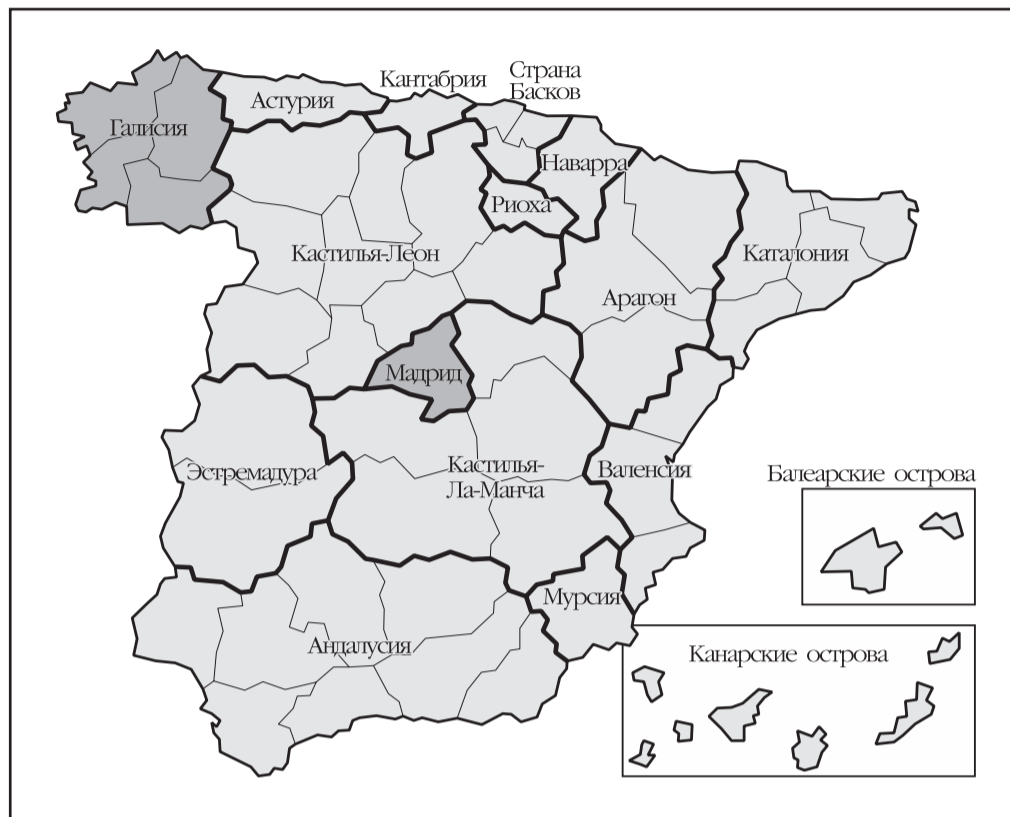 Кантабрия
Страна
Басков
Астурия
Галисия
Наварра
Риоха
Кастилья-Леон
Каталония
Арагон
Мадрид
Эстремадура
Кастилья-
Ла-Манча
Валенсия
Балеарские острова
Мурсия
Андалусия
Канарские острова